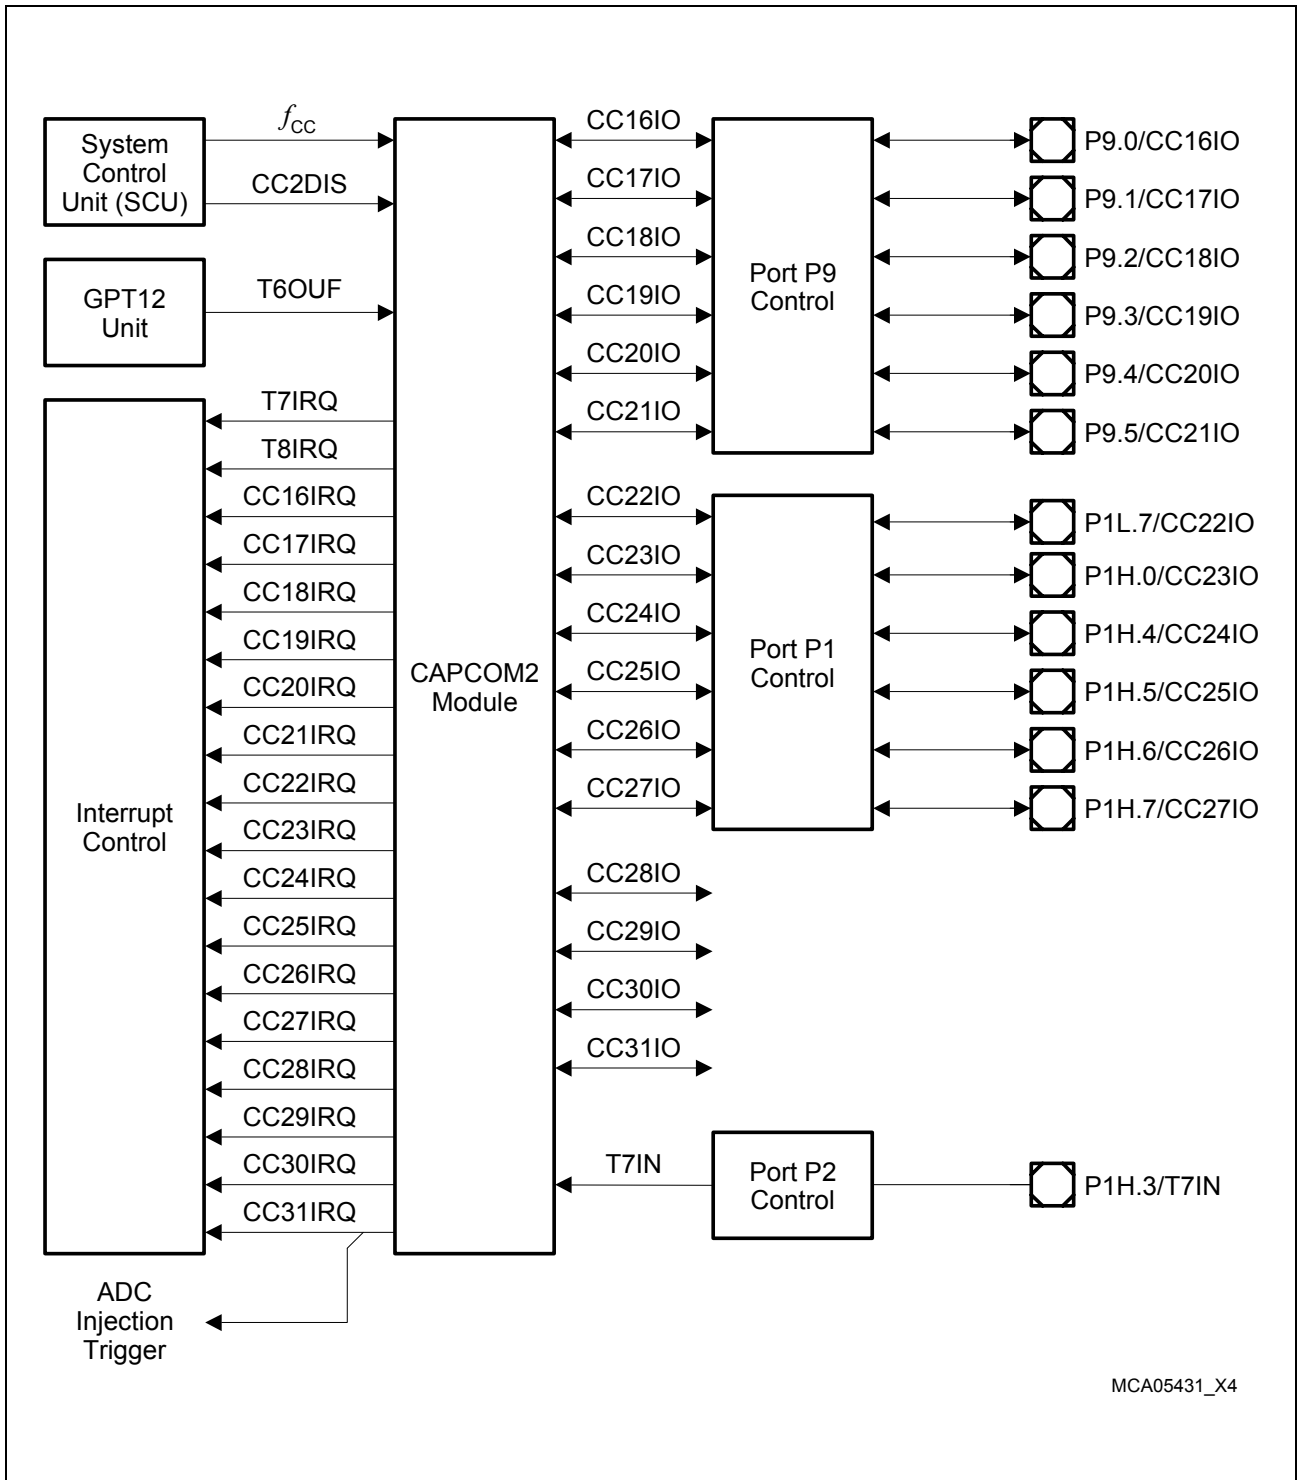 System
Control
Unit (SCU)
fCC
CC2DIS
GPT12
Unit
T6OUF
Interrupt
Control
T7IRQ
T8IRQ
CC16IRQ
CC17IRQ
CC18IRQ
CC19IRQ
CC20IRQ
CC21IRQ
CC22IRQ
CC23IRQ
CC24IRQ
CC25IRQ
CC26IRQ
CC27IRQ
CC28IRQ
CC29IRQ
CC30IRQ
CC31IRQ
ADC
Injection
Trigger
CAPCOM2
Module
CC16IO
CC17IO
CC18IO
CC19IO
CC20IO
CC21IO
CC22IO
CC23IO
CC24IO
CC25IO
CC26IO
CC27IO
CC28IO
CC29IO
CC30IO
CC31IO
T7IN
Port P9
Control
Port P1
Control
Port P2
Control
P9.0/CC16IO
P9.1/CC17IO
P9.2/CC18IO
P9.3/CC19IO
P9.4/CC20IO
P9.5/CC21IO
P1L.7/CC22IO
P1H.0/CC23IO
P1H.4/CC24IO
P1H.5/CC25IO
P1H.6/CC26IO
P1H.7/CC27IO
P1H.3/T7IN
MCA05431_X4